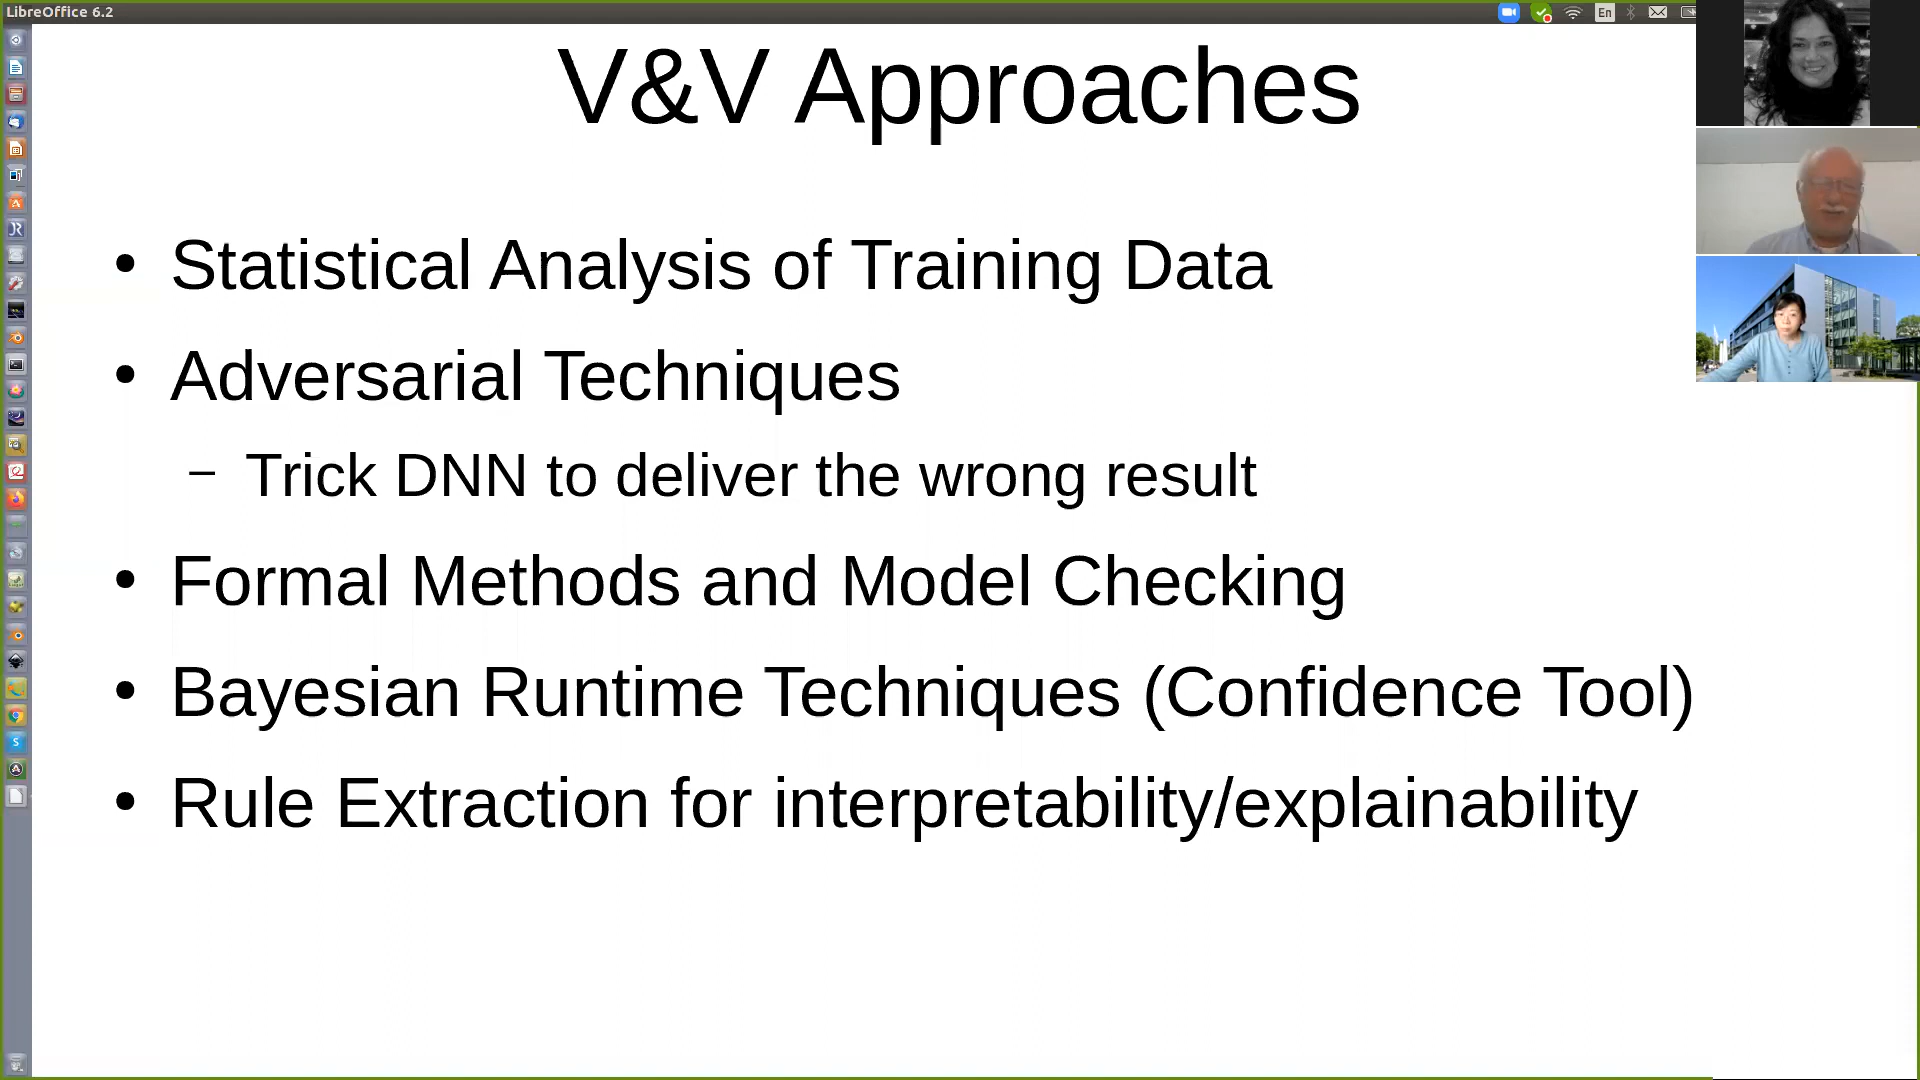 LibreOffice 6.2
En
V&V Approaches
• Statistical Analysis of Training Data
• Adversarial Techniques
– Trick DNN to deliver the wrong result
• Formal Methods and Model Checking
• Bayesian Runtime Techniques (Confidence Tool)
• Rule Extraction for interpretability/explainability